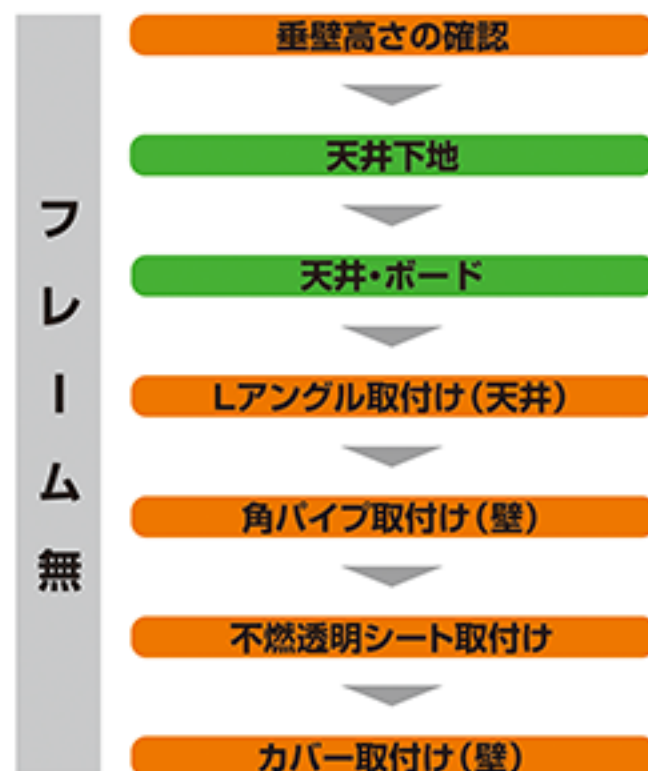 フレーム無
垂壁高さの確認
天井下地
天井・ボード
Lアングル取付け(天井)
角パイプ取付け(壁)
不燃透明シート取付け
カバー取付け(壁)